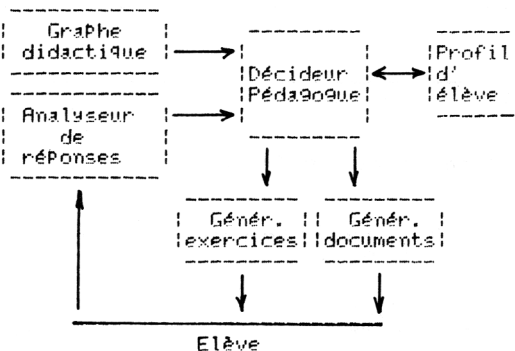 Graphe
didactique
Décideur
Pédagogue
Profil
d'
élève
Analyseur
de
réponses
Génér.
exercices
Génér.
documents
Elève